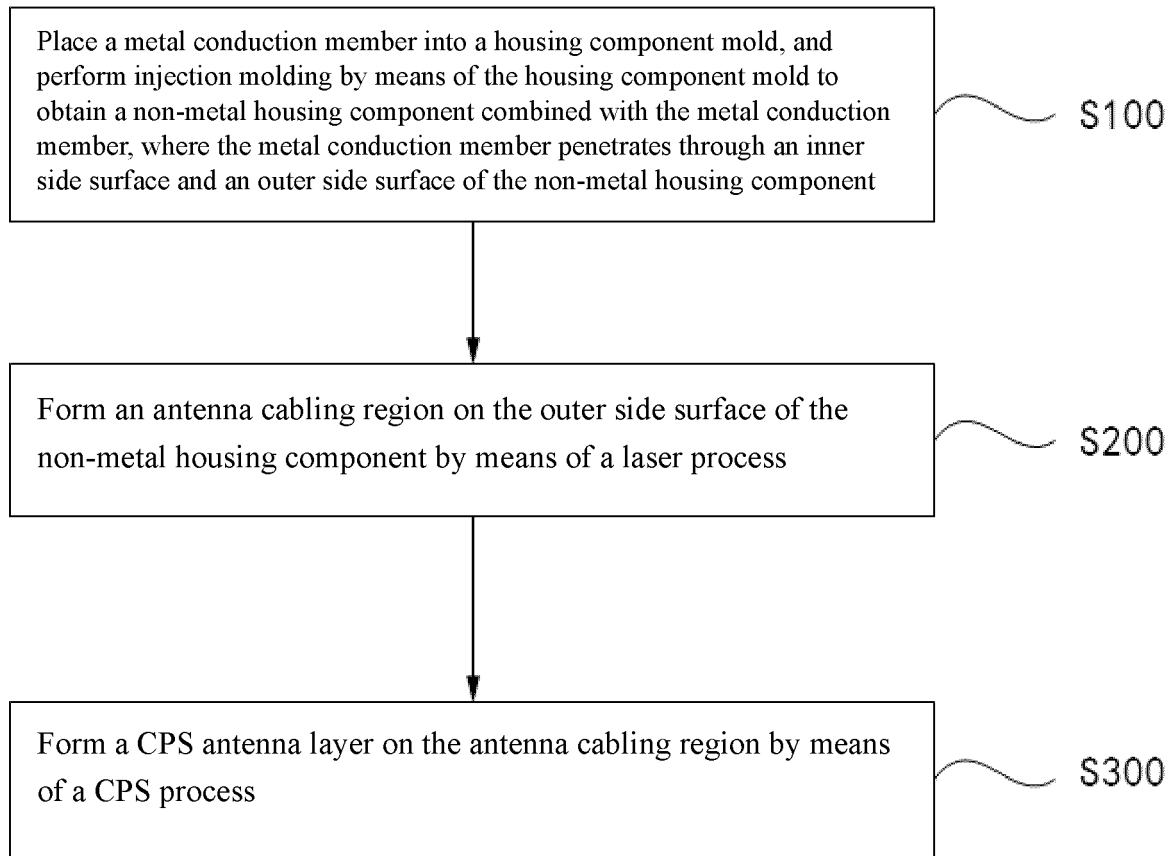 Place a metal conduction member into a housing component mold, and
perform injection molding by means of the housing component mold to
obtain a non-metal housing component combined with the metal conduction
member, where the metal conduction member penetrates through an inner
side surface and an outer side surface of the non-metal housing component
S100
Form an antenna cabling region on the outer side surface of the
non-metal housing component by means of a laser process
S200
Form a CPS antenna layer on the antenna cabling region by means
of a CPS process
S300